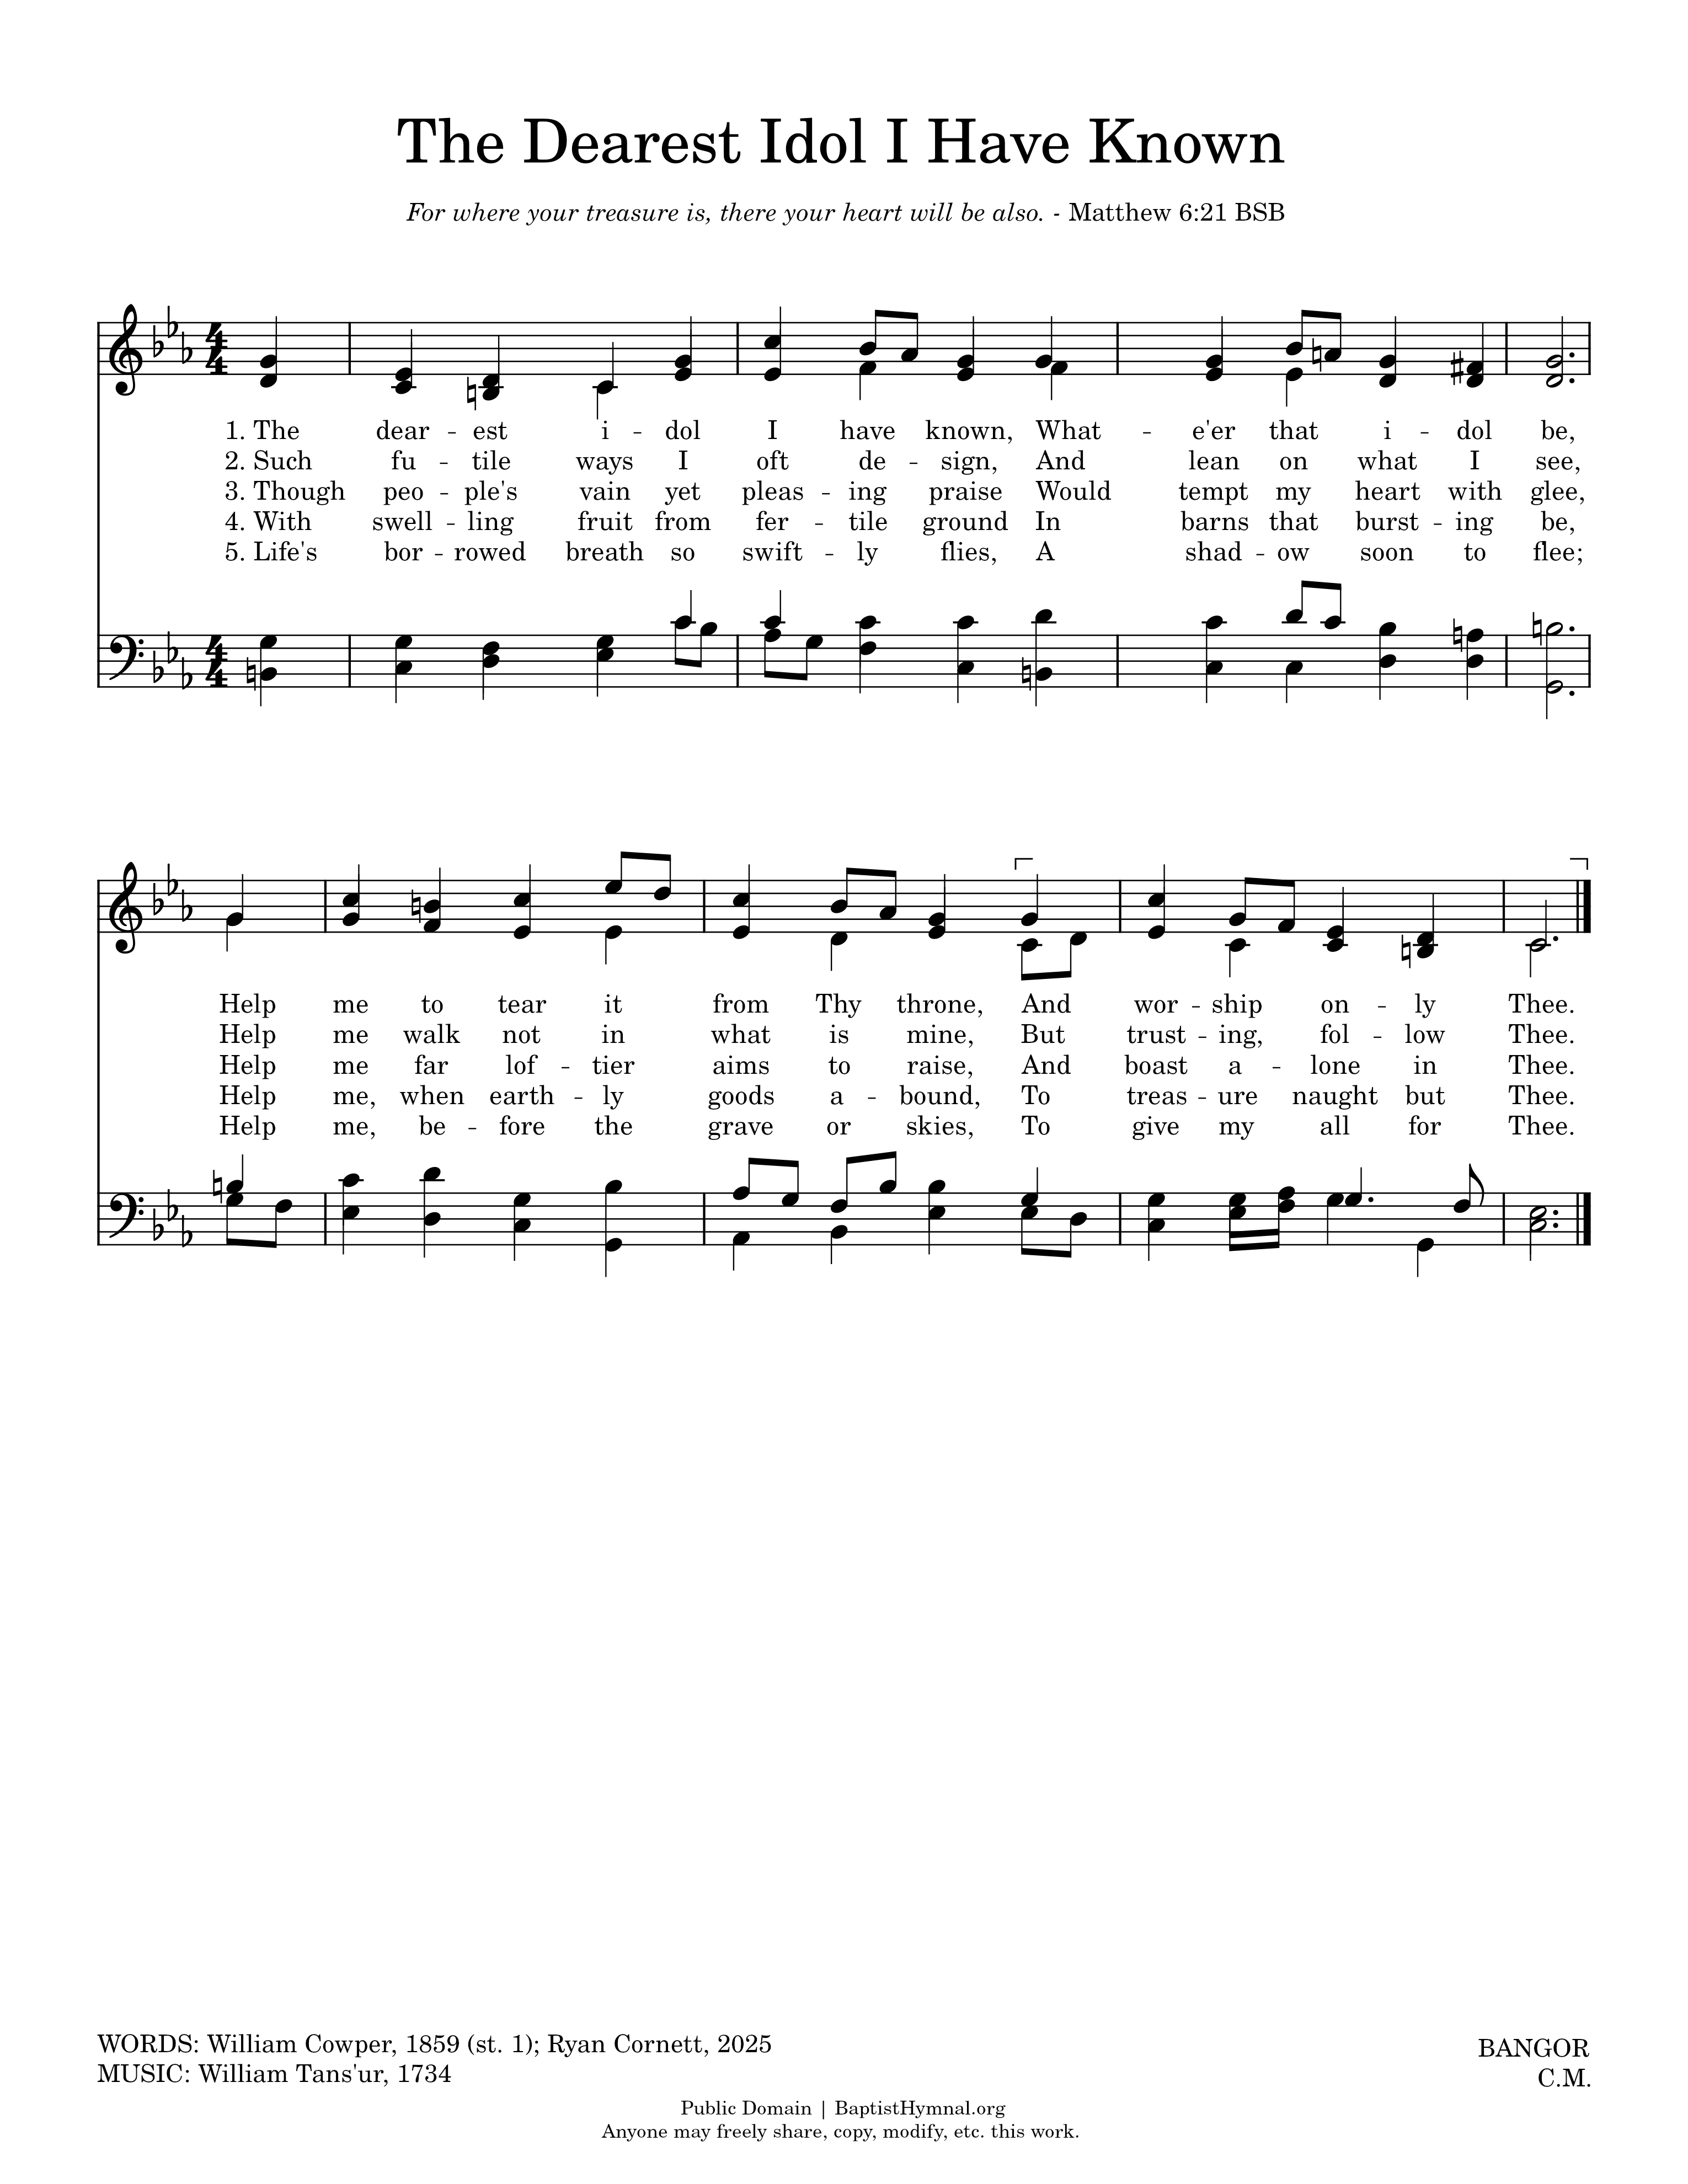 The Dearest Idol I Have Known
For where your treasure is, there your heart will be also. - Matthew 6:21 BSB
1. The dear - est i - dol I have known, What - e'er that i - dol be,
2. Such fu - tile ways I oft de - sign, And lean on what I see,
3. Though peo - ple's vain yet pleas - ing praise Would tempt my heart with glee,
4. With swell - ling fruit from fer - tile ground In barns that burst - ing be,
5. Life's bor - rowed breath so swift - ly flies, A shad - ow soon to flee;
Help me to tear it from Thy throne, And wor - ship on - ly Thee.
Help me walk not in what is mine, But trust - ing, fol - low Thee.
Help me far lof - tier aims to raise, And boast a - lone in Thee.
Help me, when earth - ly goods a - bound, To treas - ure naught but Thee.
Help me, be - fore the grave or skies, To give my all for Thee.
WORDS: William Cowper, 1859 (st. 1); Ryan Cornett, 2025
MUSIC: William Tans'ur, 1734
BANGOR
C.M.
Public Domain | BaptistHymnal.org
Anyone may freely share, copy, modify, etc. this work.